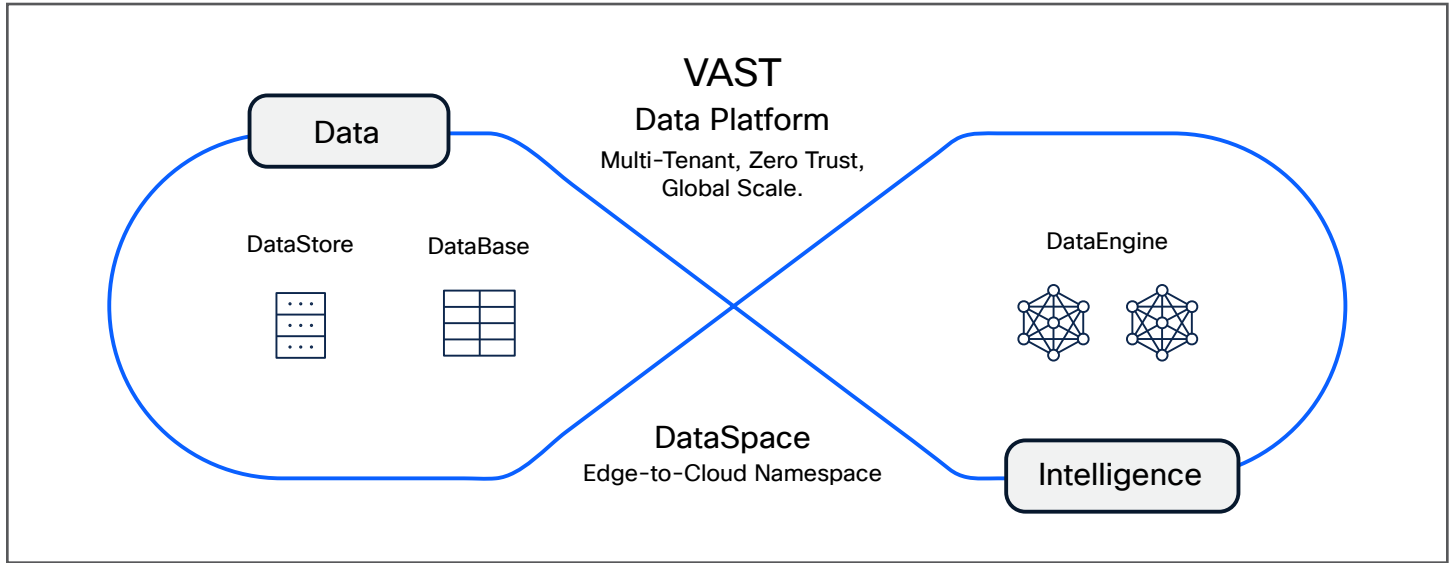 VAST
Data Platform
Multi-Tenant, Zero Trust,
Global Scale.
Data
DataStore
DataBase
DataEngine
DataSpace
Edge-to-Cloud Namespace
Intelligence